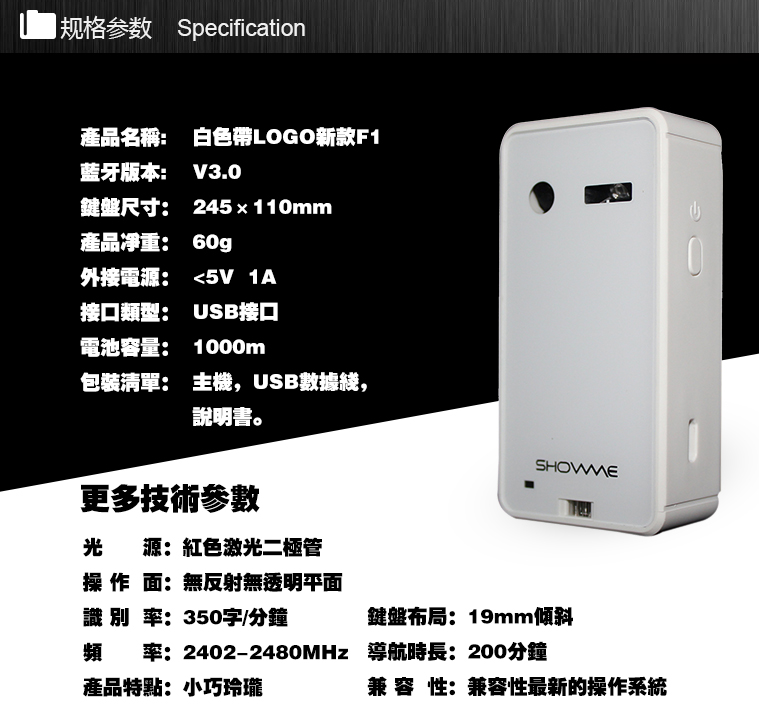 规格参数 Specification
產品名稱: 白色帶LOGO新款F1
藍牙版本: V3.0
鍵盤尺寸: 245×110mm
產品凈重: 60g
外接電源: <5V 1A
接口類型: USB接口
電池容量: 1000m
包裝清單: 主機，USB數據綫，
說明書。
SHOWME
更多技術參數
光 源: 紅色激光二極管
操作面: 無反射無透明平面
識別率: 350字/分鐘 鍵盤布局: 19mm傾斜
頻 率: 2402-2480MHz 導航時長: 200分鐘
產品特點: 小巧玲瓏 兼容性: 兼容性最新的操作系統